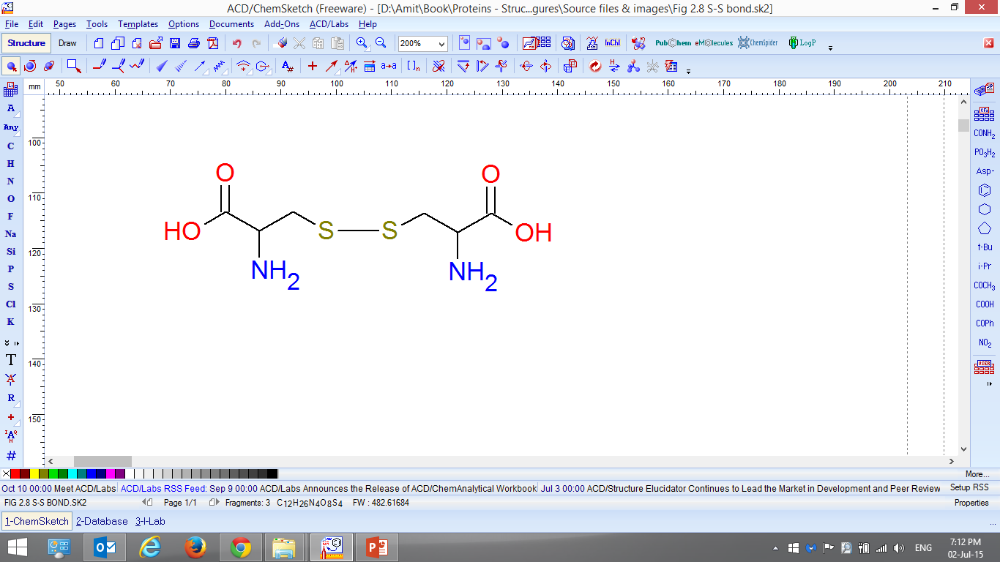 ACD/ChemSketch (Freeware) - [D:\Amit\Book\Proteins - Struc...gures\Source files & images\Fig 2.8 S-S bond.sk2]
File Edit Pages Tools Templates Options Documents Add-Ons ACD/Labs Help
Structure Draw 200% InChI PubChem eMolecules ChemSpider LogP
mm 50 60 70 80 90 100 110 120 130 140 150 160 170 180 190 200 210
A
Any
C
H
N
O
F
Na
Si
P
S
Cl
K
T
A
R
#
100
110
120
130
140
150
O O
HO S S OH
NH2 NH2
CONH2
PO3H2
Asp-
t-Bu
i-Pr
COCH3
COOH
COPh
NO2
USER
More...
Oct 10 00:00 Meet ACD/Labs ACD/Labs RSS Feed: Sep 9 00:00 ACD/Labs Announces the Release of ACD/ChemAnalytical Workbook Jul 3 00:00 ACD/Structure Elucidator Continues to Lead the Market in Development and Peer Review Setup RSS
FIG 2.8 S-S BOND.SK2 Page 1/1 Fragments: 3 C12H26N4O8S4 FW : 482.61684 Properties
1-ChemSketch 2-Database 3-I-Lab ...
ENG 7:12 PM
02-Jul-15